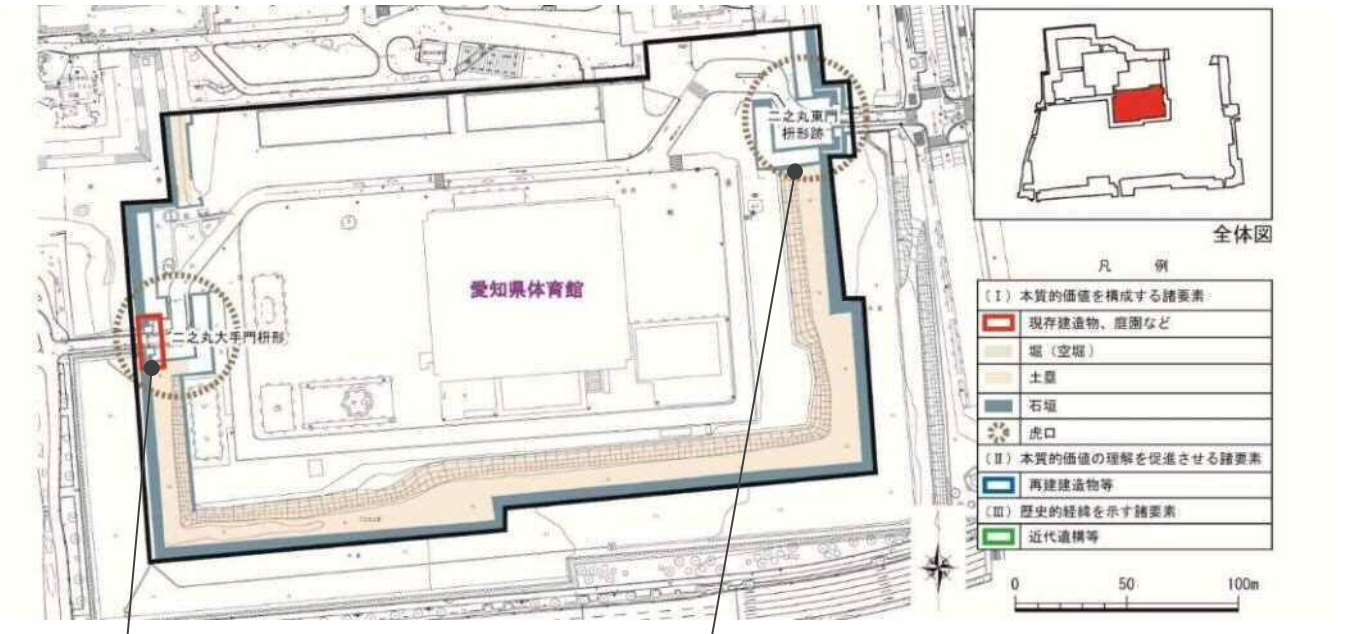 二之丸東門
枡形跡
愛知県体育館
二之丸大手門枡形
全体図
凡　例
(Ⅰ) 本質的価値を構成する諸要素
現存建造物、庭園など
堀（空堀）
土塁
石垣
虎口
(Ⅱ) 本質的価値の理解を促進させる諸要素
再建建造物等
(Ⅲ) 歴史的経緯を示す諸要素
近代遺構等
0 50 100m